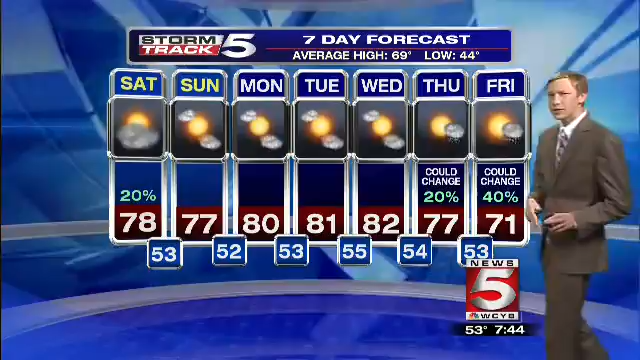 STORM TRACK 5
7 DAY FORECAST
AVERAGE HIGH: 69° LOW: 44°
SAT SUN MON TUE WED THU FRI
COULD CHANGE COULD CHANGE
20% 20% 40%
78 77 80 81 82 77 71
53 52 53 55 54 53
NEWS
5
WCYB
53° 7:44